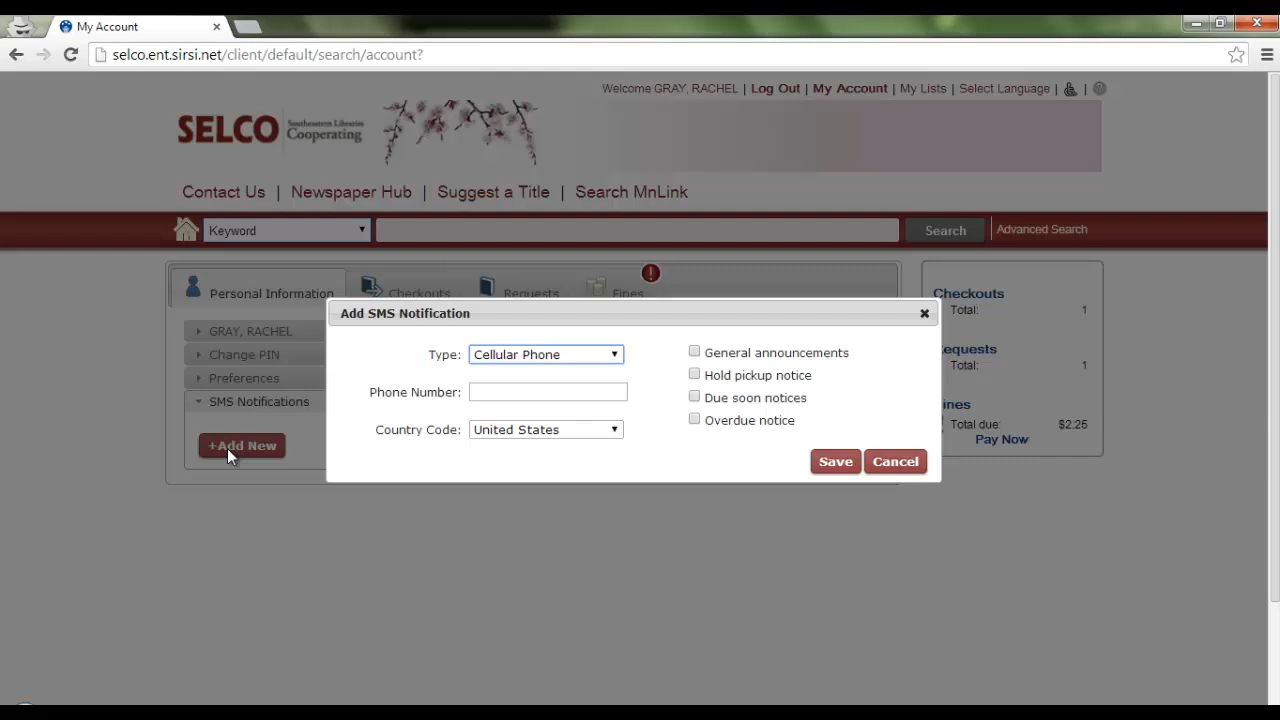 My Account
selco.ent.sirsi.net/client/default/search/account?
Welcome GRAY, RACHEL | Log Out | My Account | My Lists | Select Language | |
SELCO Southeastern Libraries Cooperating
Contact Us | Newspaper Hub | Suggest a Title | Search MnLink
Keyword Search Advanced Search
Personal Information Checkouts Requests Fines
!
Checkouts
Total: 1
equests
Total: 1
ines
Total due: $2.25
Pay Now
GRAY, RACHEL
Change PIN
Preferences
SMS Notifications
+Add New
Add SMS Notification
Type: Cellular Phone
Phone Number:
Country Code: United States
General announcements
Hold pickup notice
Due soon notices
Overdue notice
Save Cancel